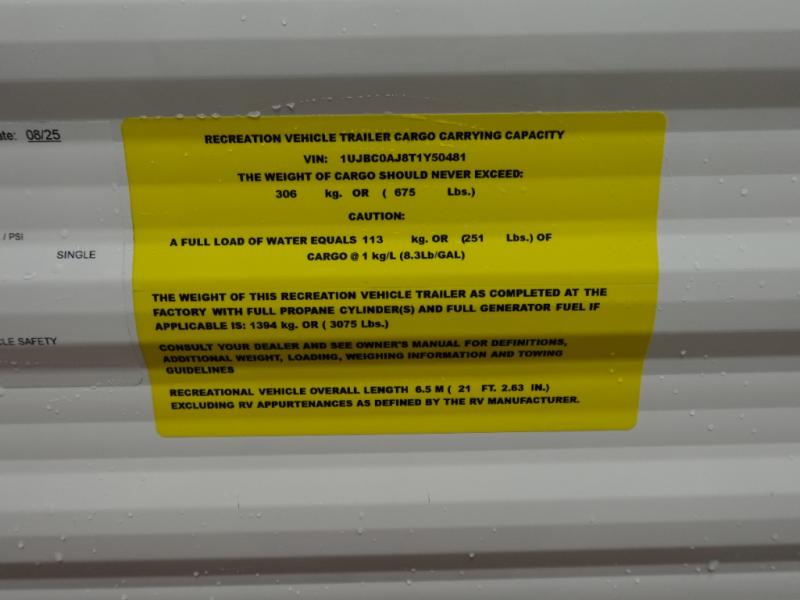 ate: 08/25
RECREATION VEHICLE TRAILER CARGO CARRYING CAPACITY
VIN: 1UJBC0AJ8T1Y50481
THE WEIGHT OF CARGO SHOULD NEVER EXCEED:
306 kg. OR ( 675 Lbs.)
CAUTION:
/ PSI
A FULL LOAD OF WATER EQUALS 113 kg. OR (251 Lbs.) OF
SINGLE
CARGO @ 1 kg/L (8.3Lb/GAL)
THE WEIGHT OF THIS RECREATION VEHICLE TRAILER AS COMPLETED AT THE
FACTORY WITH FULL PROPANE CYLINDER(S) AND FULL GENERATOR FUEL IF
APPLICABLE IS: 1394 kg. OR ( 3075 Lbs.)
CLE SAFETY
CONSULT YOUR DEALER AND SEE OWNER'S MANUAL FOR DEFINITIONS,
ADDITIONAL WEIGHT, LOADING, WEIGHING INFORMATION AND TOWING
GUIDELINES
RECREATIONAL VEHICLE OVERALL LENGTH 6.5 M ( 21 FT. 2.63 IN.)
EXCLUDING RV APPURTENANCES AS DEFINED BY THE RV MANUFACTURER.